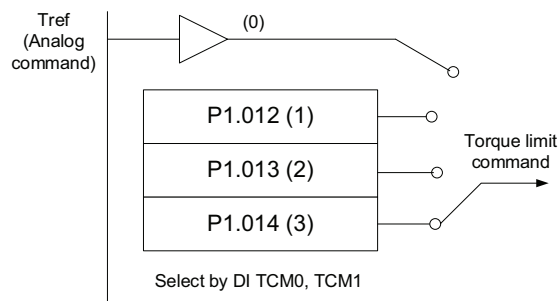 Tref
(Analog
command)
(0)
P1.012 (1)
P1.013 (2)
P1.014 (3)
Torque limit
command
Select by DI TCM0, TCM1